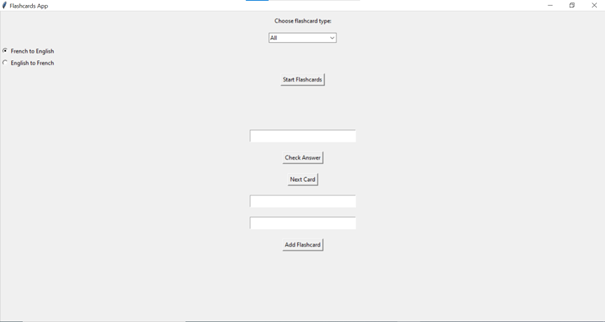 Flashcards App
Choose flashcard type:
All
French to English
English to French
Start Flashcards
Check Answer
Next Card
Add Flashcard